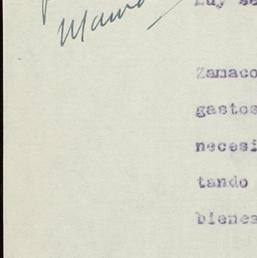 Muy se
Zamaco
gastos
necesi
tando
bienes